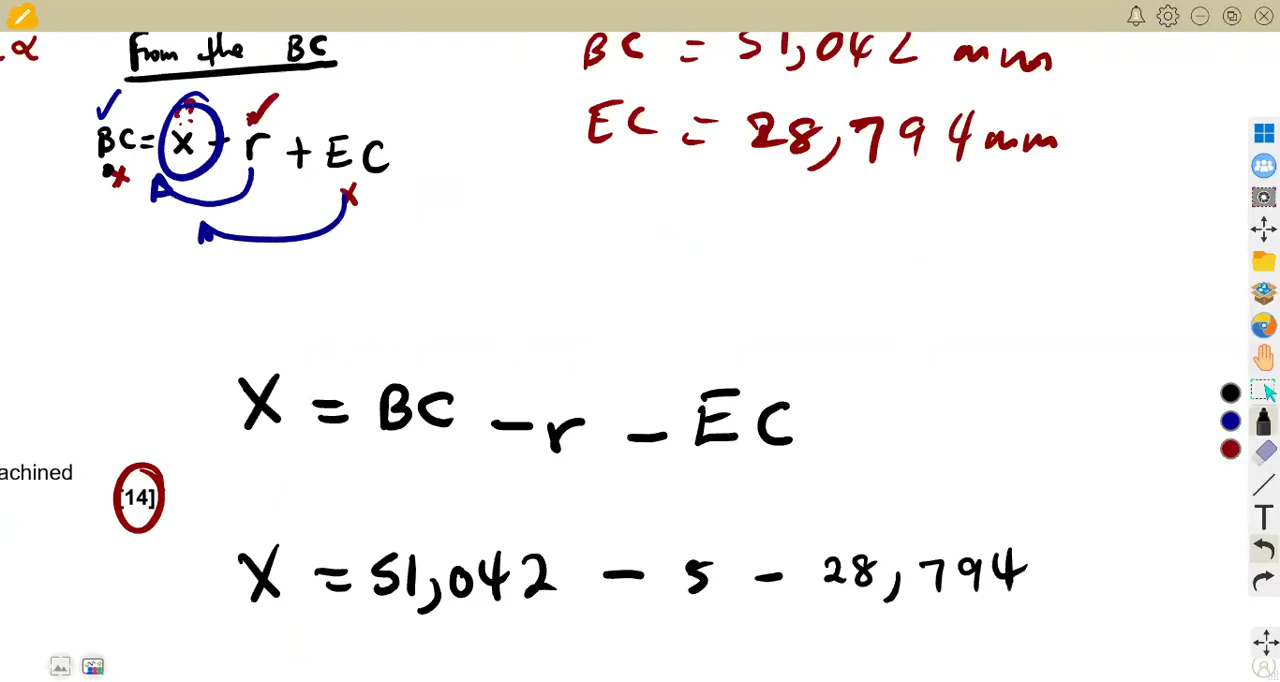 α
From the BC
BC = 51,042 mm
BC = x + r + EC
x
x
EC = 28,794 mm
X = BC - r - EC
achined
[14]
X = 51,042 - 5 - 28,794
T